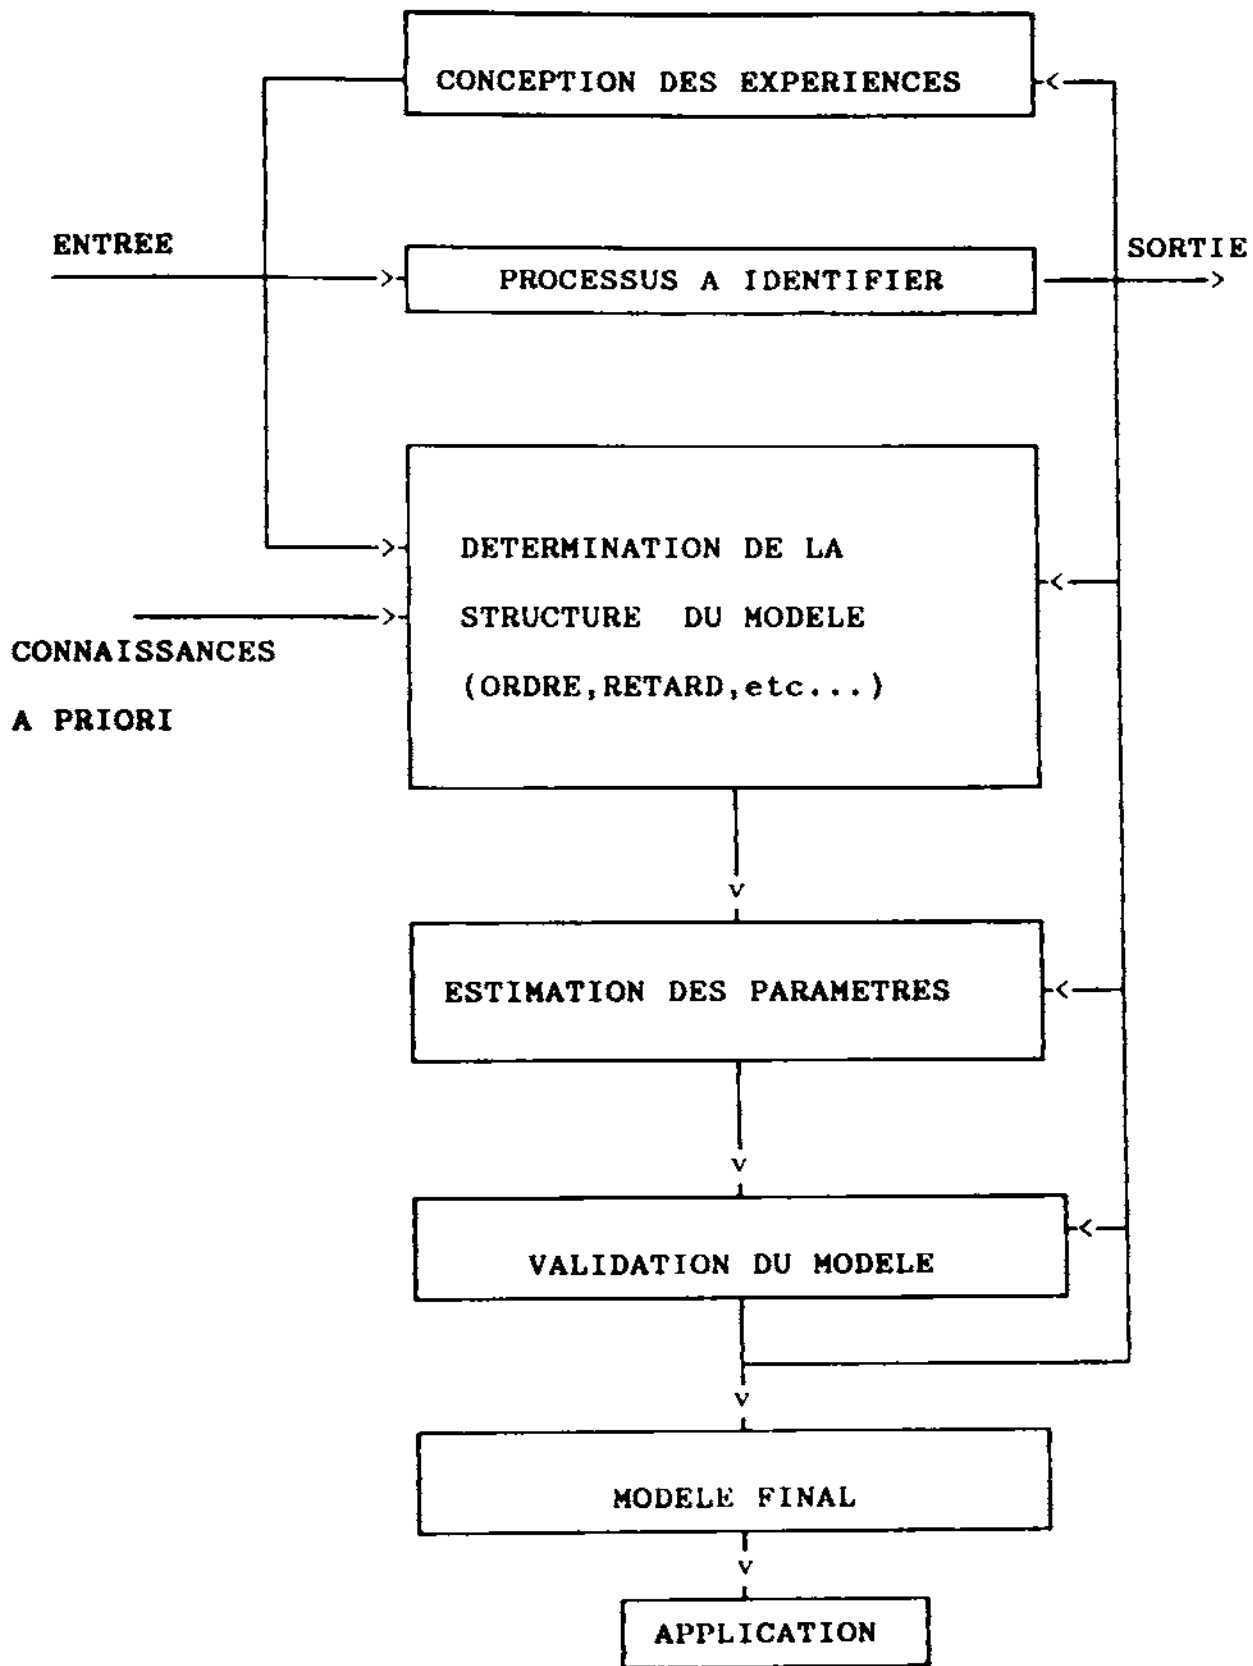 CONCEPTION DES EXPERIENCES
ENTREE
SORTIE
PROCESSUS A IDENTIFIER
DETERMINATION DE LA
STRUCTURE DU MODELE
(ORDRE,RETARD,etc...)
CONNAISSANCES
A PRIORI
ESTIMATION DES PARAMETRES
VALIDATION DU MODELE
MODELE FINAL
APPLICATION